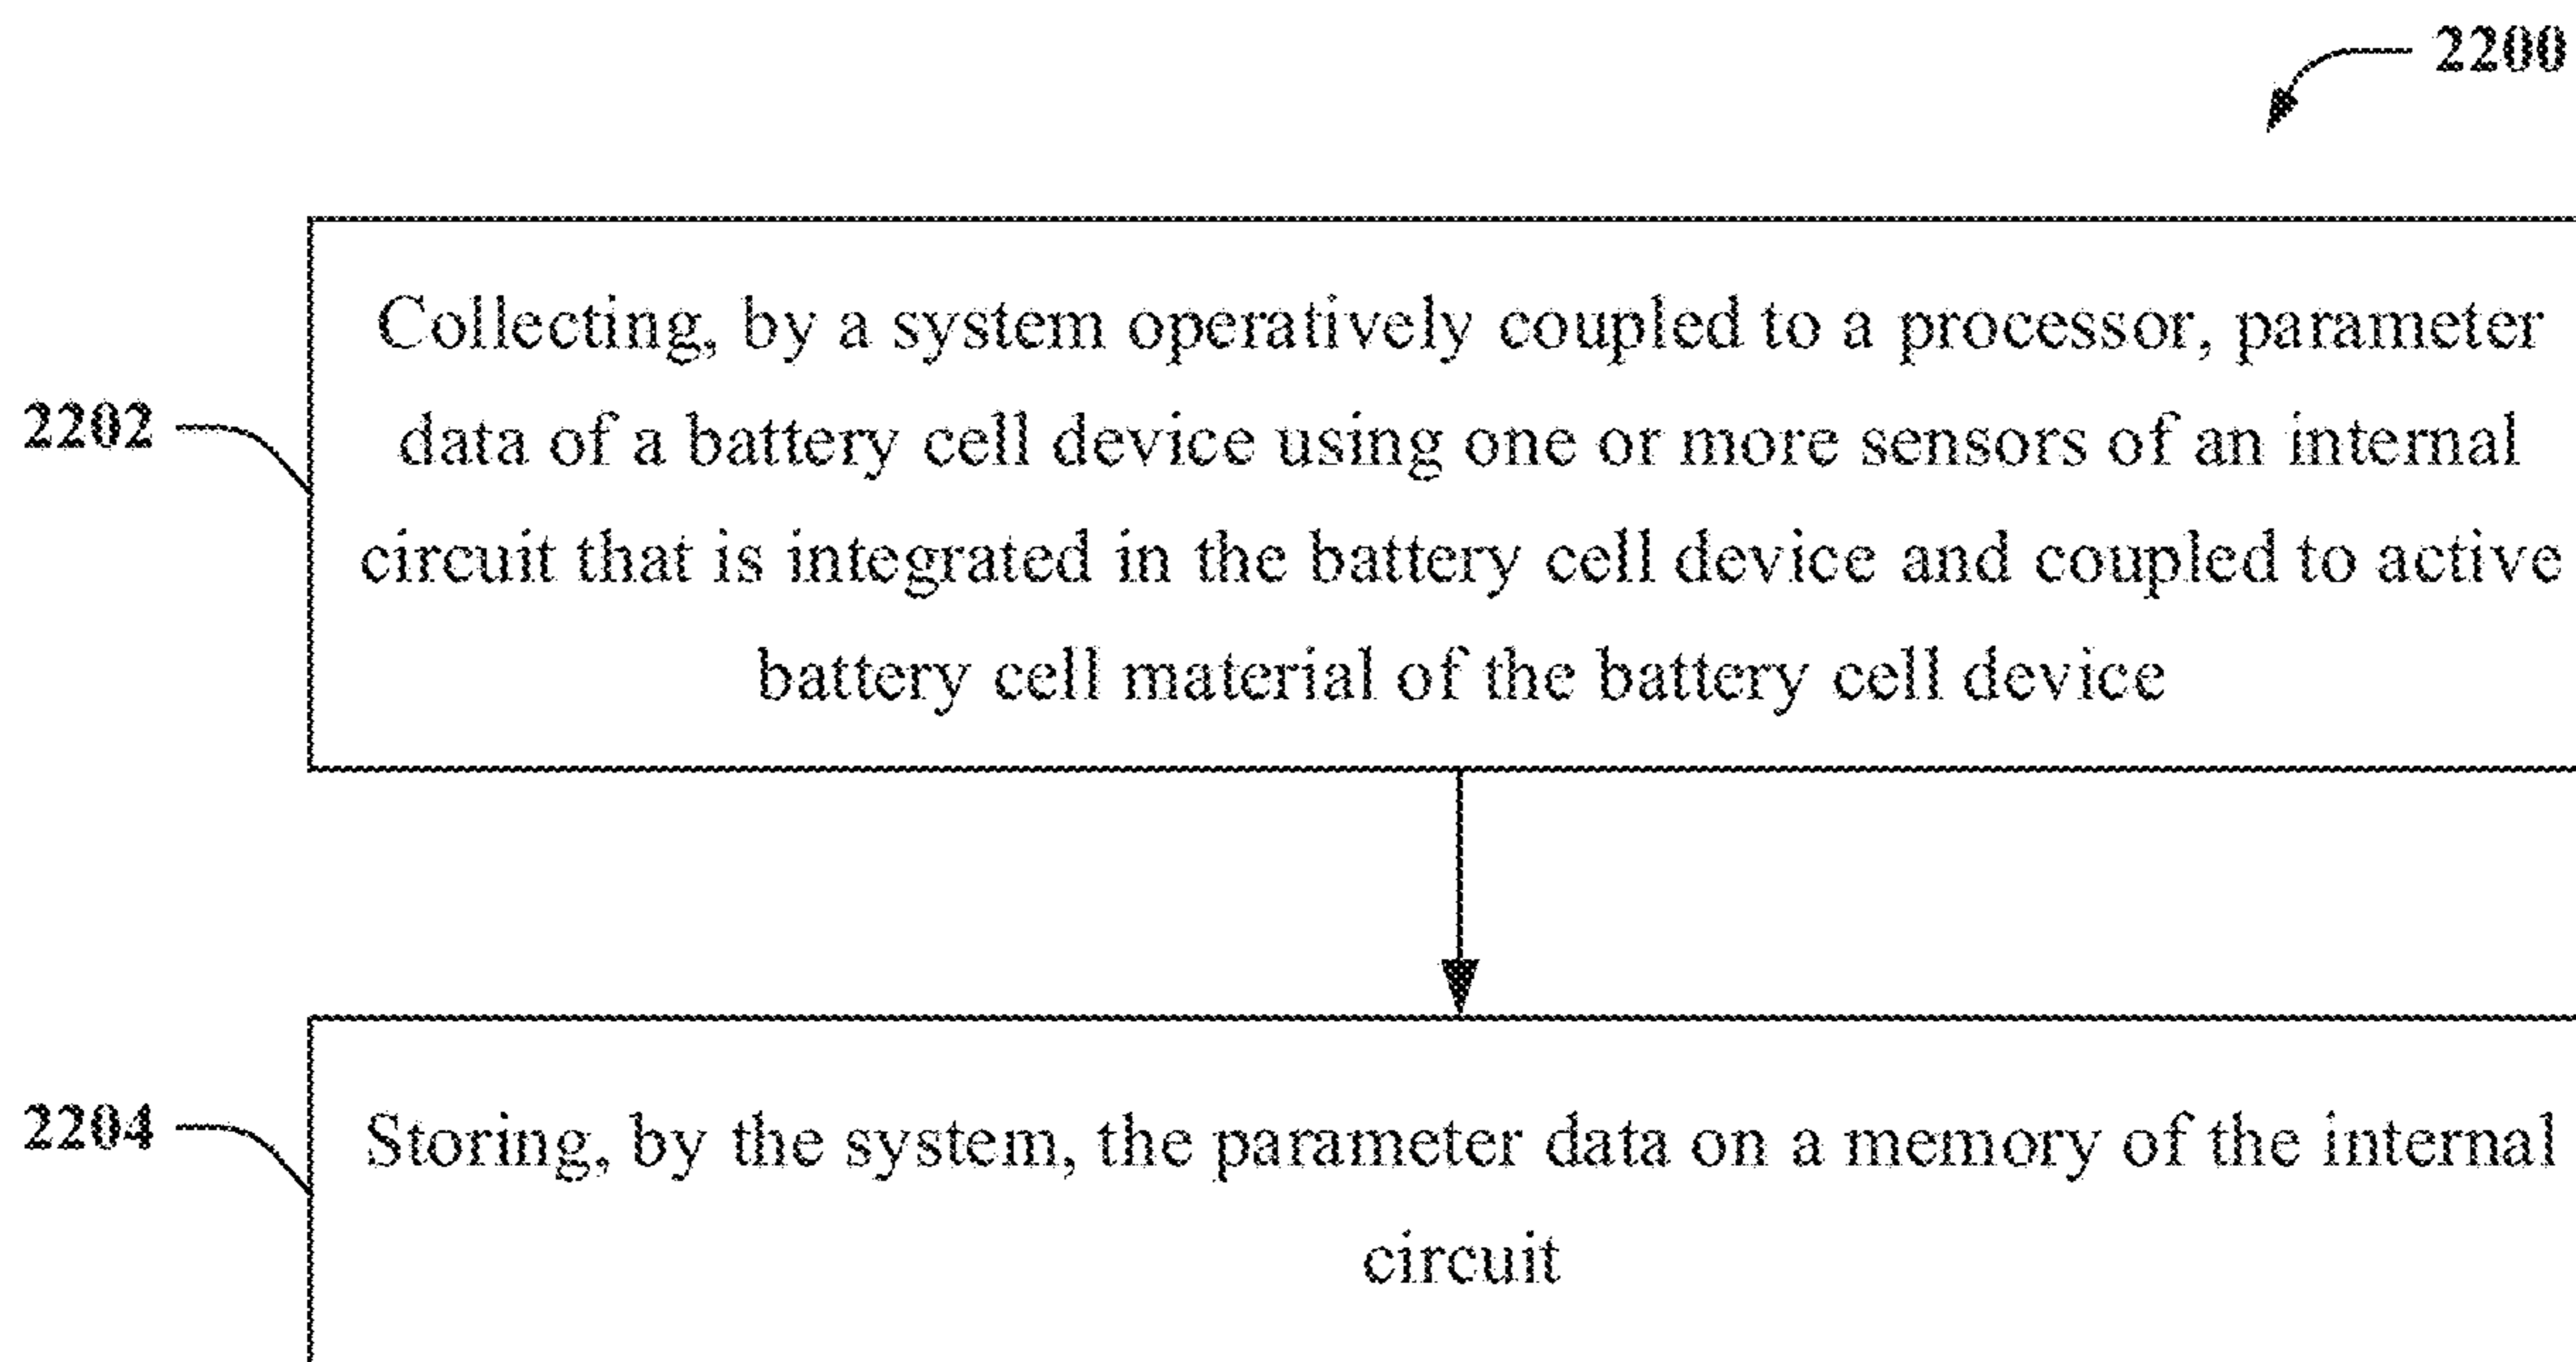 2200
Collecting, by a system operatively coupled to a processor, parameter
2202
data of a battery cell device using one or more sensors of an internal
circuit that is integrated in the battery cell device and coupled to active
battery cell material of the battery cell device
2204
Storing, by the system, the parameter data on a memory of the internal
circuit